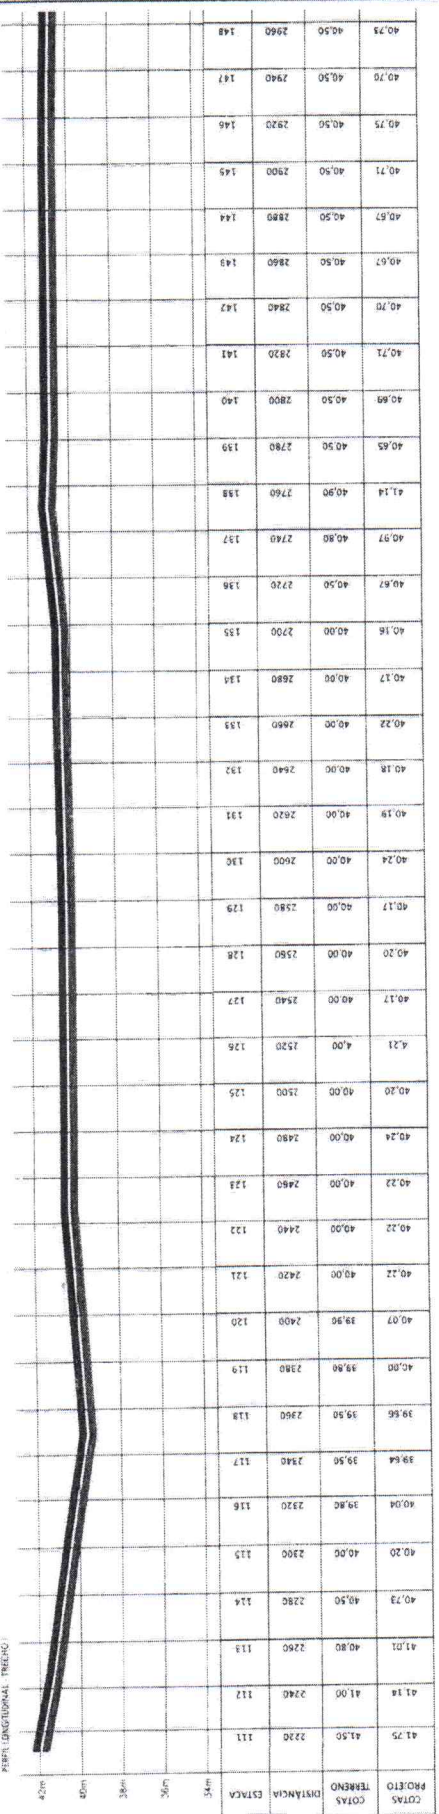 PERFIL LONGITUDINAL TRECHO
42m
40m
38m
36m
34m
ESTACA DISTÂNCIA COTAS TERRENO COTAS PROJETO
111 2220 41,50 41,75
112 2240 41,00 41,14
113 2260 40,80 41,01
114 2280 40,50 40,73
115 2300 40,00 40,20
116 2320 39,80 40,04
117 2340 39,50 39,64
118 2360 39,50 39,66
119 2380 39,80 40,00
120 2400 39,90 40,07
121 2420 40,00 40,22
122 2440 40,00 40,22
123 2460 40,00 40,22
124 2480 40,00 40,24
125 2500 40,00 40,20
126 2520 4,00 4,21
127 2540 40,00 40,17
128 2560 40,00 40,20
129 2580 40,00 40,17
130 2600 40,00 40,24
131 2620 40,00 40,19
132 2640 40,00 40,18
133 2660 40,00 40,22
134 2680 40,00 40,17
135 2700 40,00 40,16
136 2720 40,50 40,67
137 2740 40,80 40,97
138 2760 40,90 41,14
139 2780 40,50 40,65
140 2800 40,50 40,69
141 2820 40,50 40,71
142 2840 40,50 40,70
143 2860 40,50 40,67
144 2880 40,50 40,67
145 2900 40,50 40,71
146 2920 40,50 40,75
147 2940 40,50 40,70
148 2960 40,50 40,73